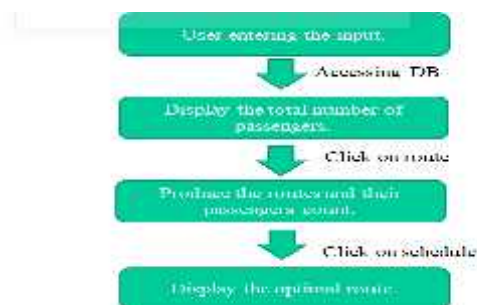 User entering the input.
Accessing DB
Display the total number of
passengers.
Click on route
Produce the routes and their
passengers count.
Click on schedule
Display the optimal route.